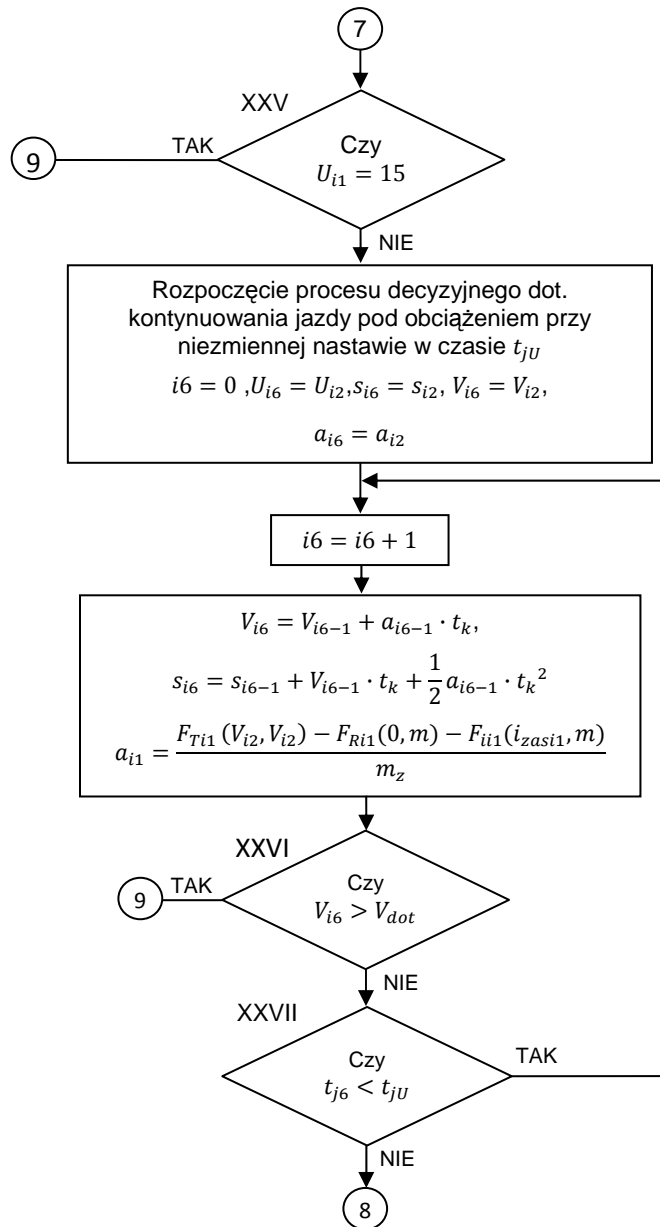 7
XXV
TAK
9
Czy
U_{i1} = 15
NIE
Rozpoczęcie procesu decyzyjnego dot.
kontynuowania jazdy pod obciążeniem przy
niezmiennej nastawie w czasie t_{jU}
i6 = 0 ,U_{i6} = U_{i2},s_{i6} = s_{i2}, V_{i6} = V_{i2},
a_{i6} = a_{i2}
i6 = i6 + 1
V_{i6} = V_{i6−1} + a_{i6−1} · t_k,
s_{i6} = s_{i6−1} + V_{i6−1} · t_k + \frac{1}{2} a_{i6−1} · t_k²
a_{i1} = \frac{F_{Ti1} (V_{i2}, V_{i2}) − F_{Ri1}(0, m) − F_{ii1}(i_{zasi1}, m)}{m_z}
XXVI
9
TAK
Czy
V_{i6} > V_{dot}
NIE
XXVII
Czy
t_{j6} < t_{jU}
TAK
NIE
8